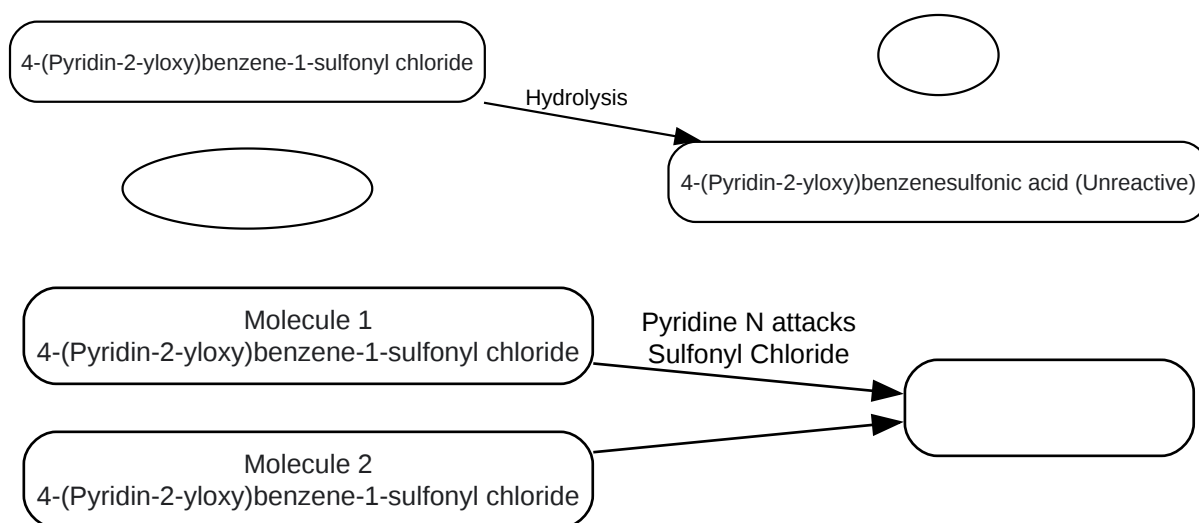 4-(Pyridin-2-yloxy)benzene-1-sulfonyl chloride
Hydrolysis
4-(Pyridin-2-yloxy)benzenesulfonic acid (Unreactive)
Molecule 1
4-(Pyridin-2-yloxy)benzene-1-sulfonyl chloride
Pyridine N attacks
Sulfonyl Chloride
Molecule 2
4-(Pyridin-2-yloxy)benzene-1-sulfonyl chloride